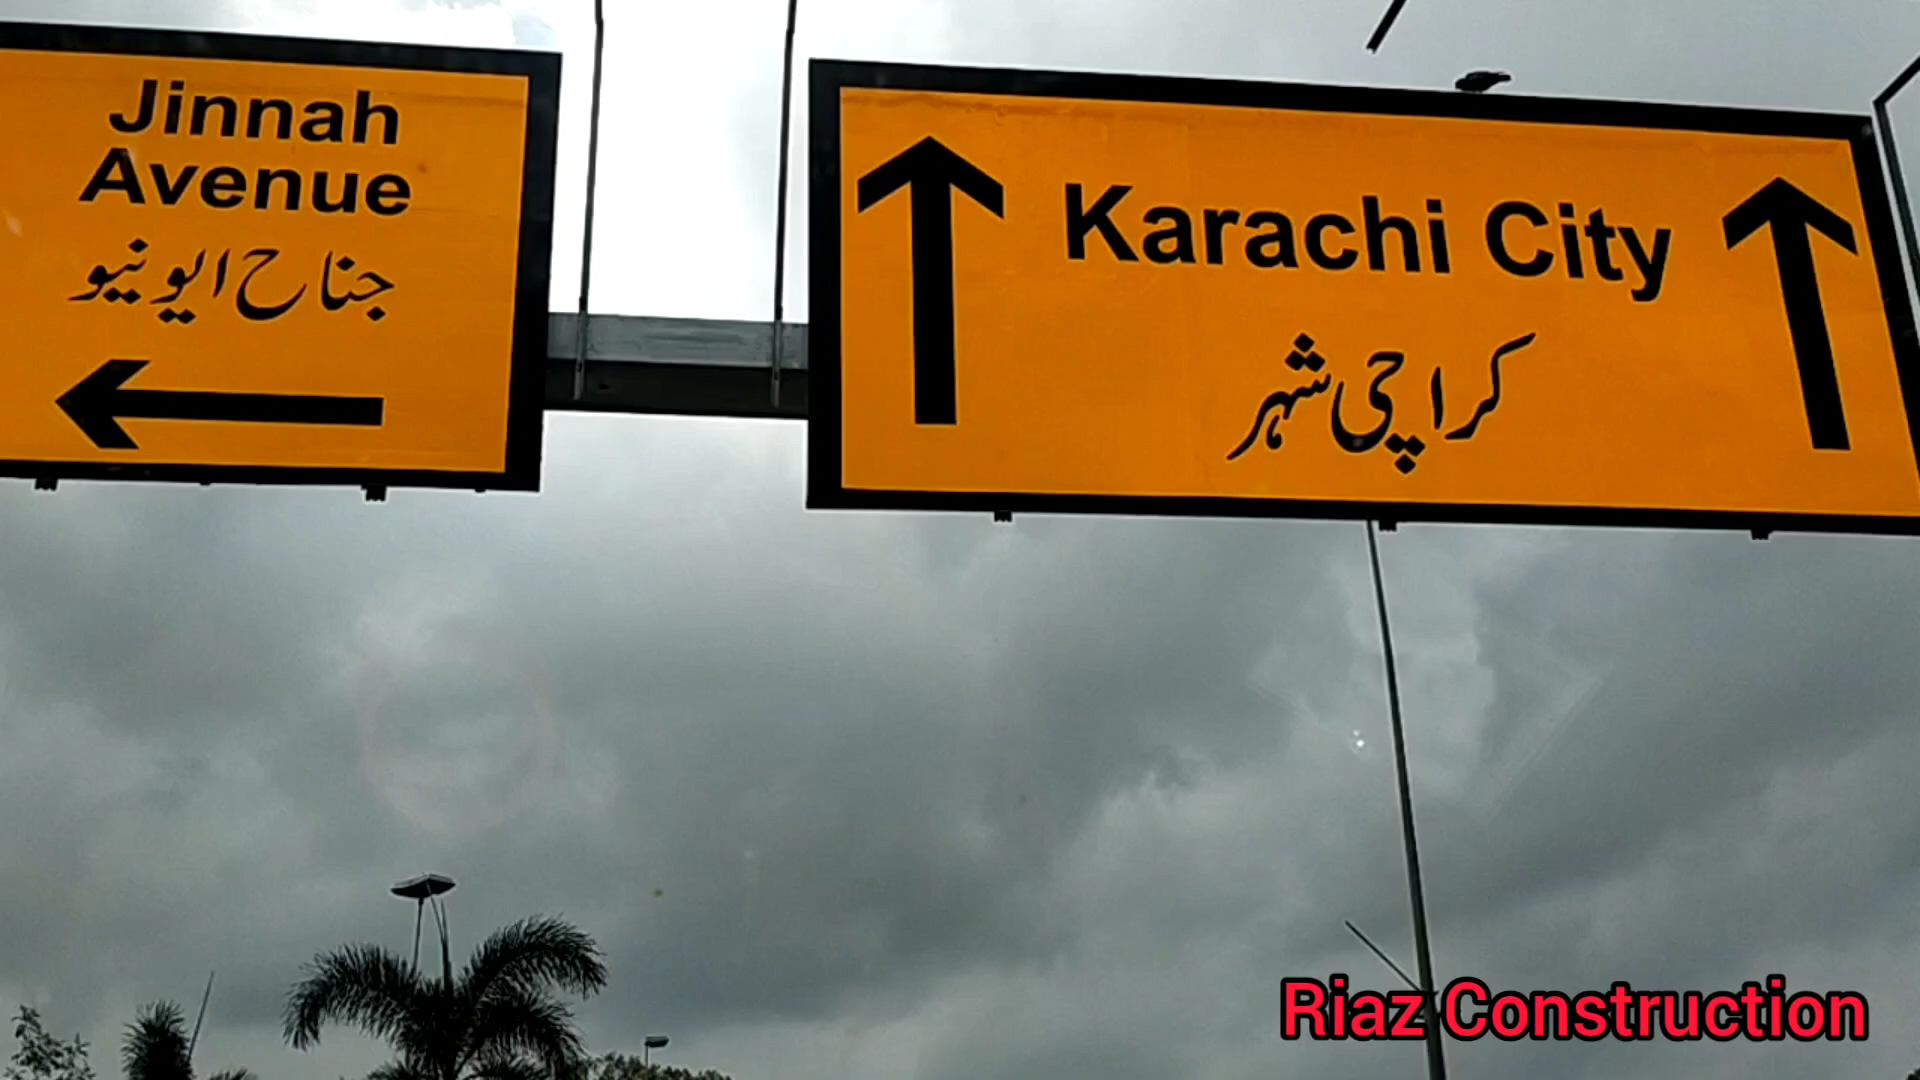 Jinnah
Avenue
جناح ایونیو
Karachi City
کراچی شہر
Riaz Construction